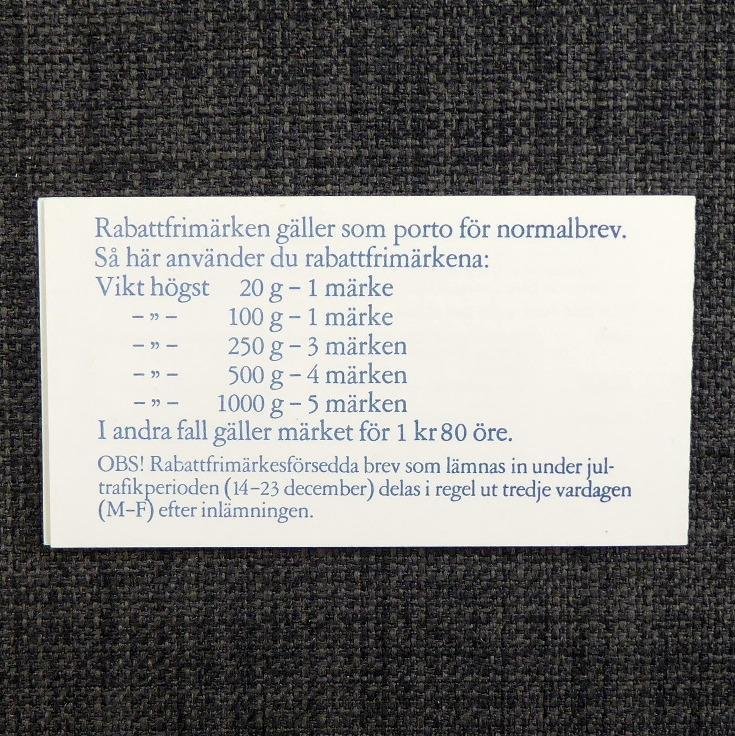 Rabattfrimärken gäller som porto för normalbrev.
Så här använder du rabattfrimärkena:
Vikt högst 20 g – 1 märke
– ” – 100 g – 1 märke
– ” – 250 g – 3 märken
– ” – 500 g – 4 märken
– ” – 1000 g – 5 märken
I andra fall gäller märket för 1 kr 80 öre.
OBS! Rabattfrimärkesförsedda brev som lämnas in under jul-
trafikperioden (14–23 december) delas i regel ut tredje vardagen
(M–F) efter inlämningen.